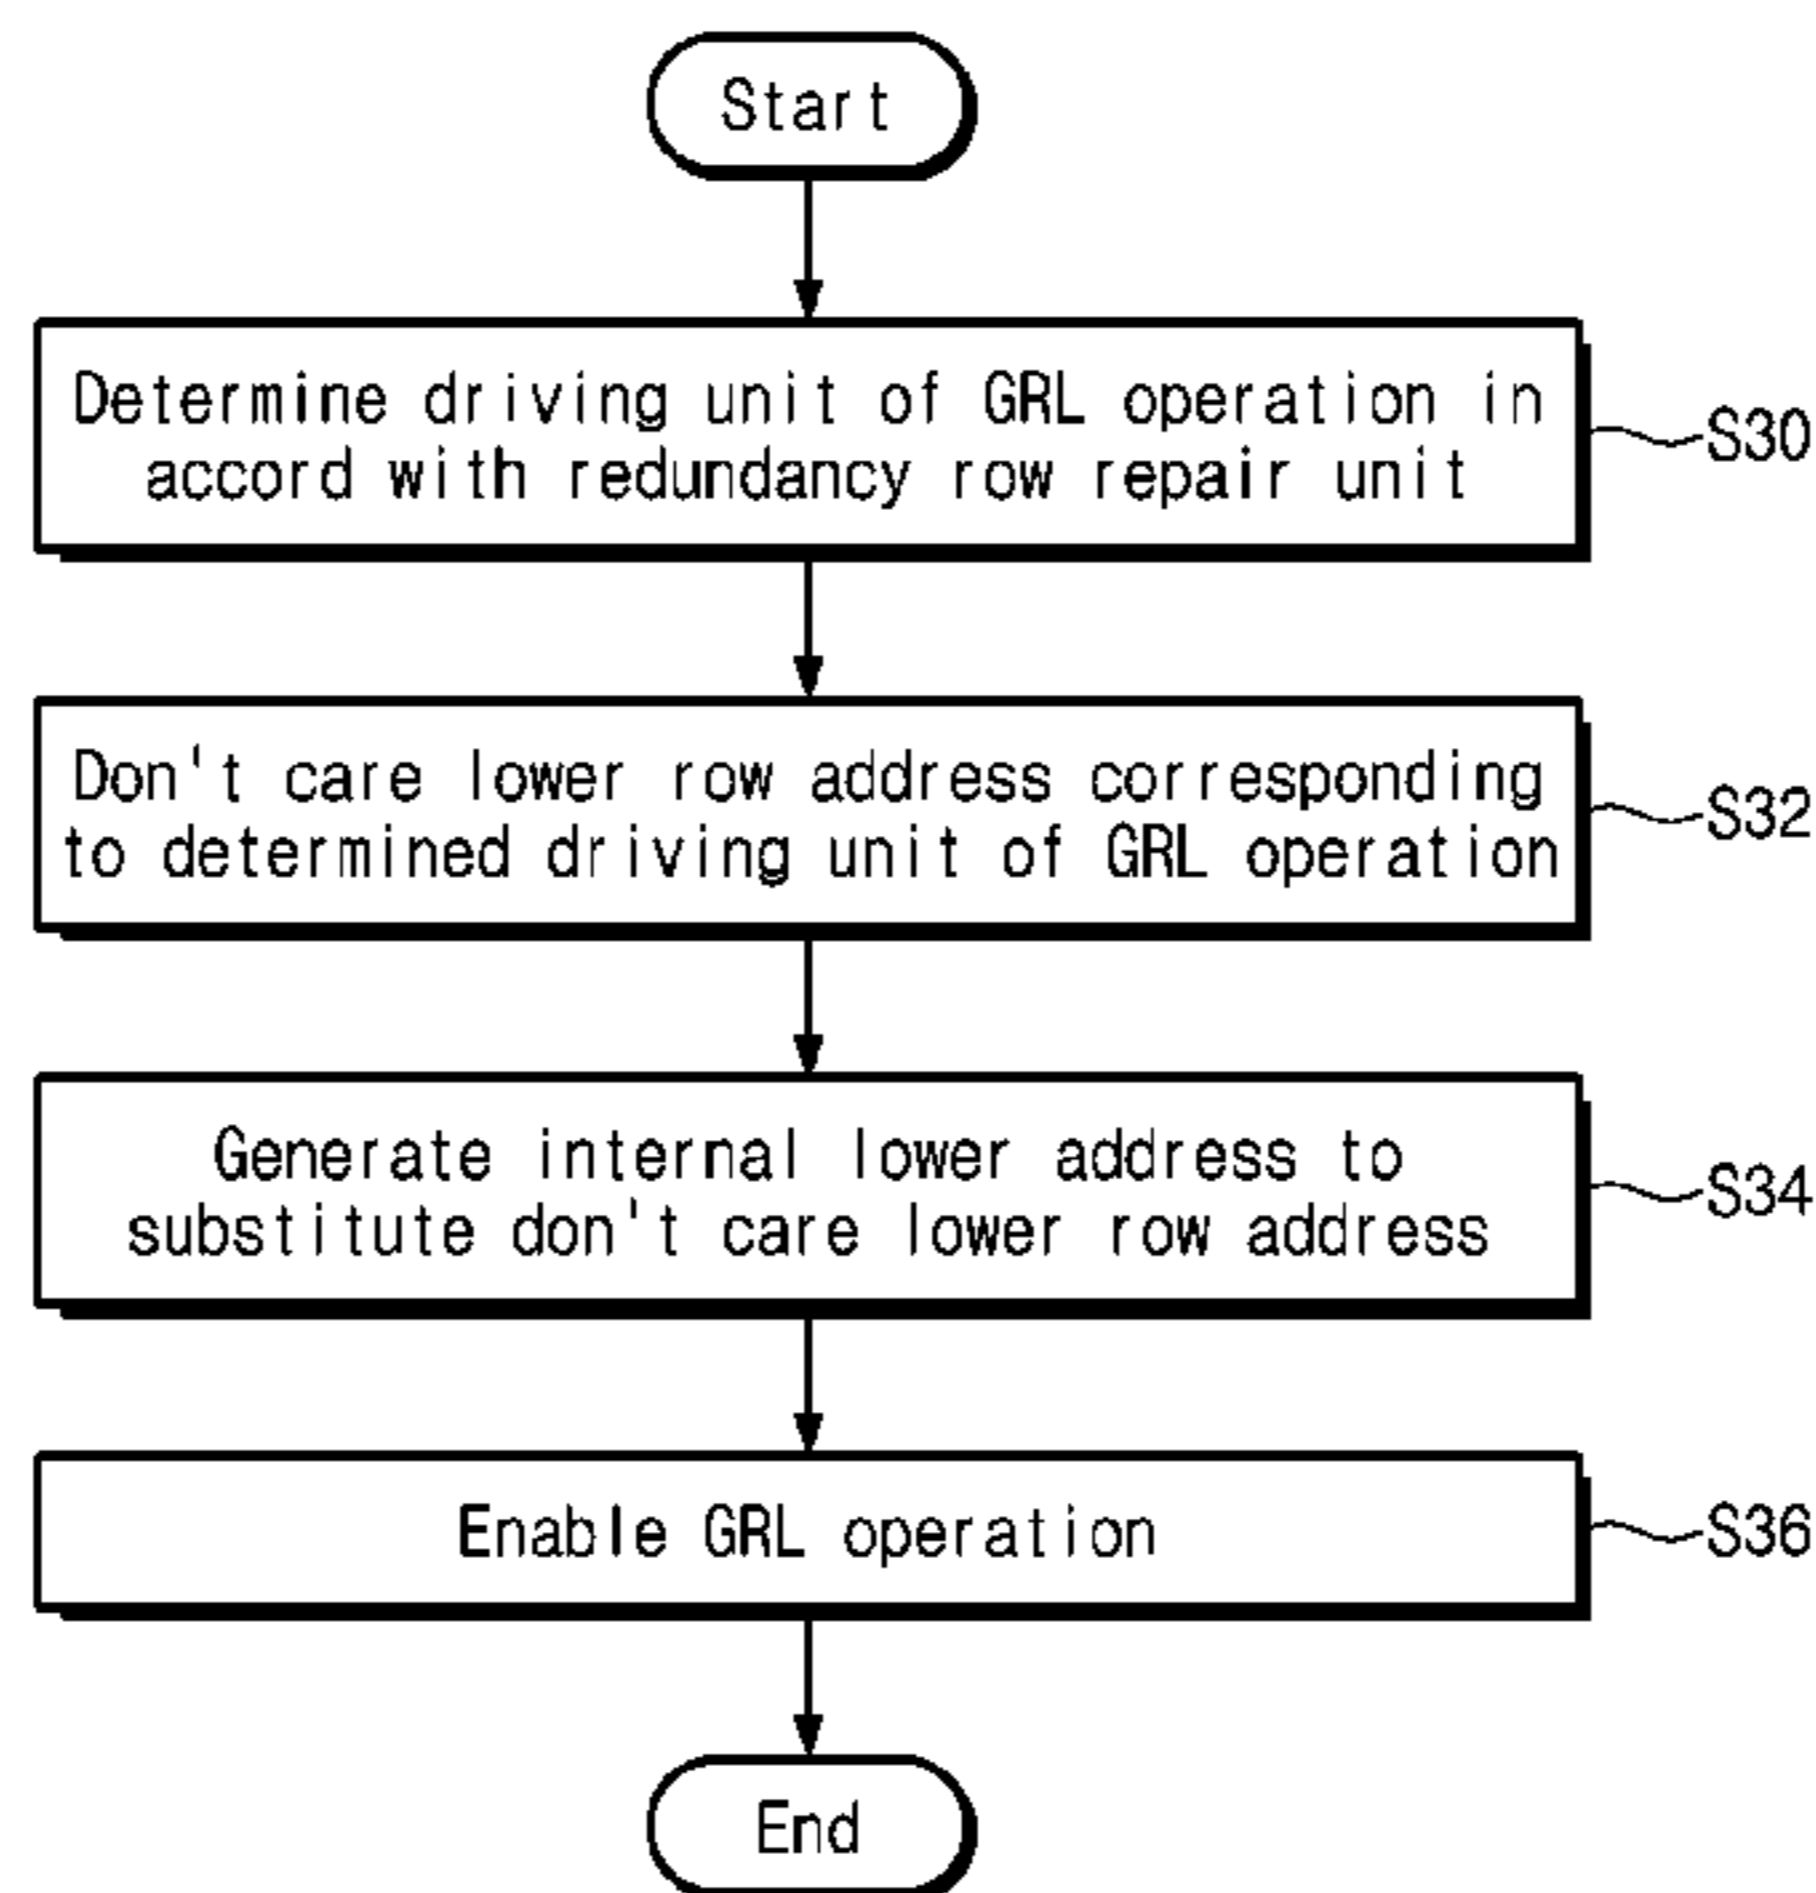 Start
Determine driving unit of GRL operation in
accord with redundancy row repair unit
S30
Don't care lower row address corresponding
to determined driving unit of GRL operation
S32
Generate internal lower address to
substitute don't care lower row address
S34
Enable GRL operation
S36
End